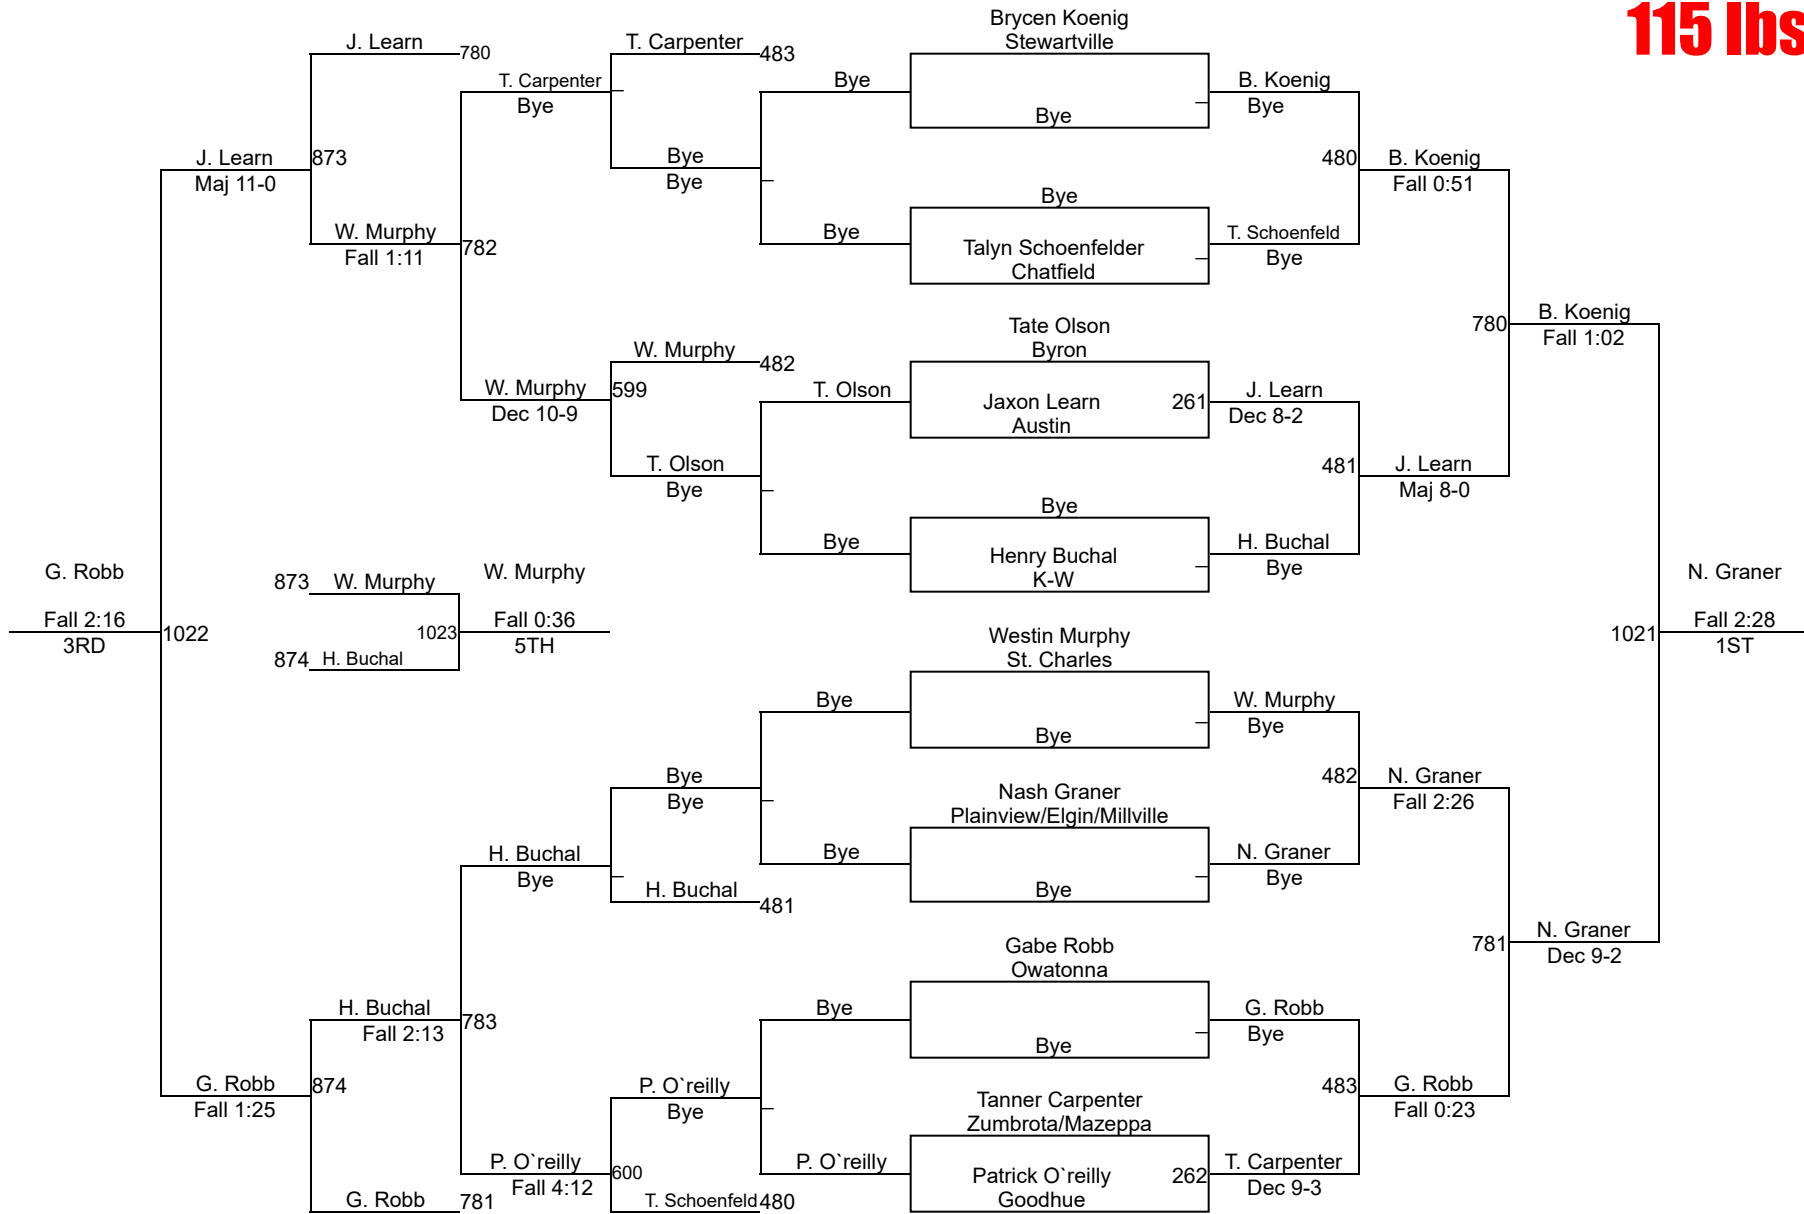 115 lbs
Brycen Koenig
Stewartville
J. Learn
780
T. Carpenter
483
T. Carpenter
Bye
Bye
Bye
B. Koenig
Bye
J. Learn
Maj 11-0
873
Bye
Bye
480
B. Koenig
Fall 0:51
Bye
W. Murphy
Fall 1:11
782
Bye
Talyn Schoenfelder
Chatfield
T. Schoenfeld
Bye
Tate Olson
Byron
780
B. Koenig
Fall 1:02
W. Murphy
482
W. Murphy
Dec 10-9
599
T. Olson
Jaxon Learn
Austin
261
J. Learn
Dec 8-2
T. Olson
Bye
481
J. Learn
Maj 8-0
Bye
Bye
Henry Buchal
K-W
H. Buchal
Bye
G. Robb
Fall 2:16
3RD
1022
873
W. Murphy
874
H. Buchal
1023
W. Murphy
Fall 0:36
5TH
N. Graner
Fall 2:28
1ST
1021
Westin Murphy
St. Charles
Bye
Bye
W. Murphy
Bye
Bye
Bye
482
N. Graner
Fall 2:26
Nash Graner
Plainview/Elgin/Millville
H. Buchal
Bye
Bye
Bye
N. Graner
Bye
H. Buchal
481
781
N. Graner
Dec 9-2
Gabe Robb
Owatonna
H. Buchal
Fall 2:13
783
Bye
Bye
G. Robb
Bye
G. Robb
Fall 1:25
874
P. O`reilly
Bye
483
G. Robb
Fall 0:23
Tanner Carpenter
Zumbrota/Mazeppa
P. O`reilly
Fall 4:12
600
P. O`reilly
Patrick O`reilly
Goodhue
262
T. Carpenter
Dec 9-3
G. Robb
781
T. Schoenfeld
480